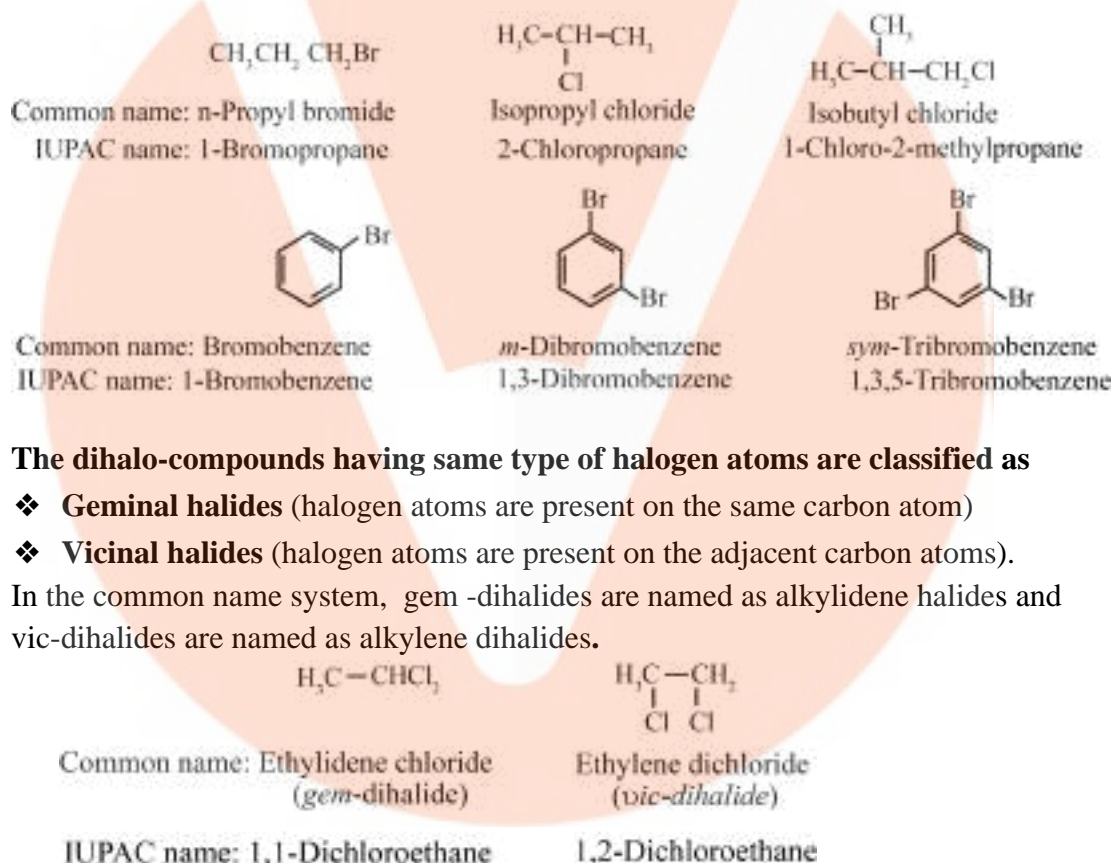 CH₃CH₂ CH₂Br
H₃C–CH–CH₃
Cl
CH₃
H₃C–CH–CH₂Cl
Common name: n-Propyl bromide Isopropyl chloride Isobutyl chloride
IUPAC name: 1-Bromopropane 2-Chloropropane 1-Chloro-2-methylpropane
Br
Br Br
Br Br Br
Common name: Bromobenzene m-Dibromobenzene sym-Tribromobenzene
IUPAC name: 1-Bromobenzene 1,3-Dibromobenzene 1,3,5-Tribromobenzene
The dihalo-compounds having same type of halogen atoms are classified as
❖ Geminal halides (halogen atoms are present on the same carbon atom)
❖ Vicinal halides (halogen atoms are present on the adjacent carbon atoms).
In the common name system, gem -dihalides are named as alkylidene halides and
vic-dihalides are named as alkylene dihalides.
H₃C–CHCl₂ H₂C–CH₂
Cl Cl
Common name: Ethylidene chloride Ethylene dichloride
(gem-dihalide) (vic-dihalide)
IUPAC name: 1,1-Dichloroethane 1,2-Dichloroethane